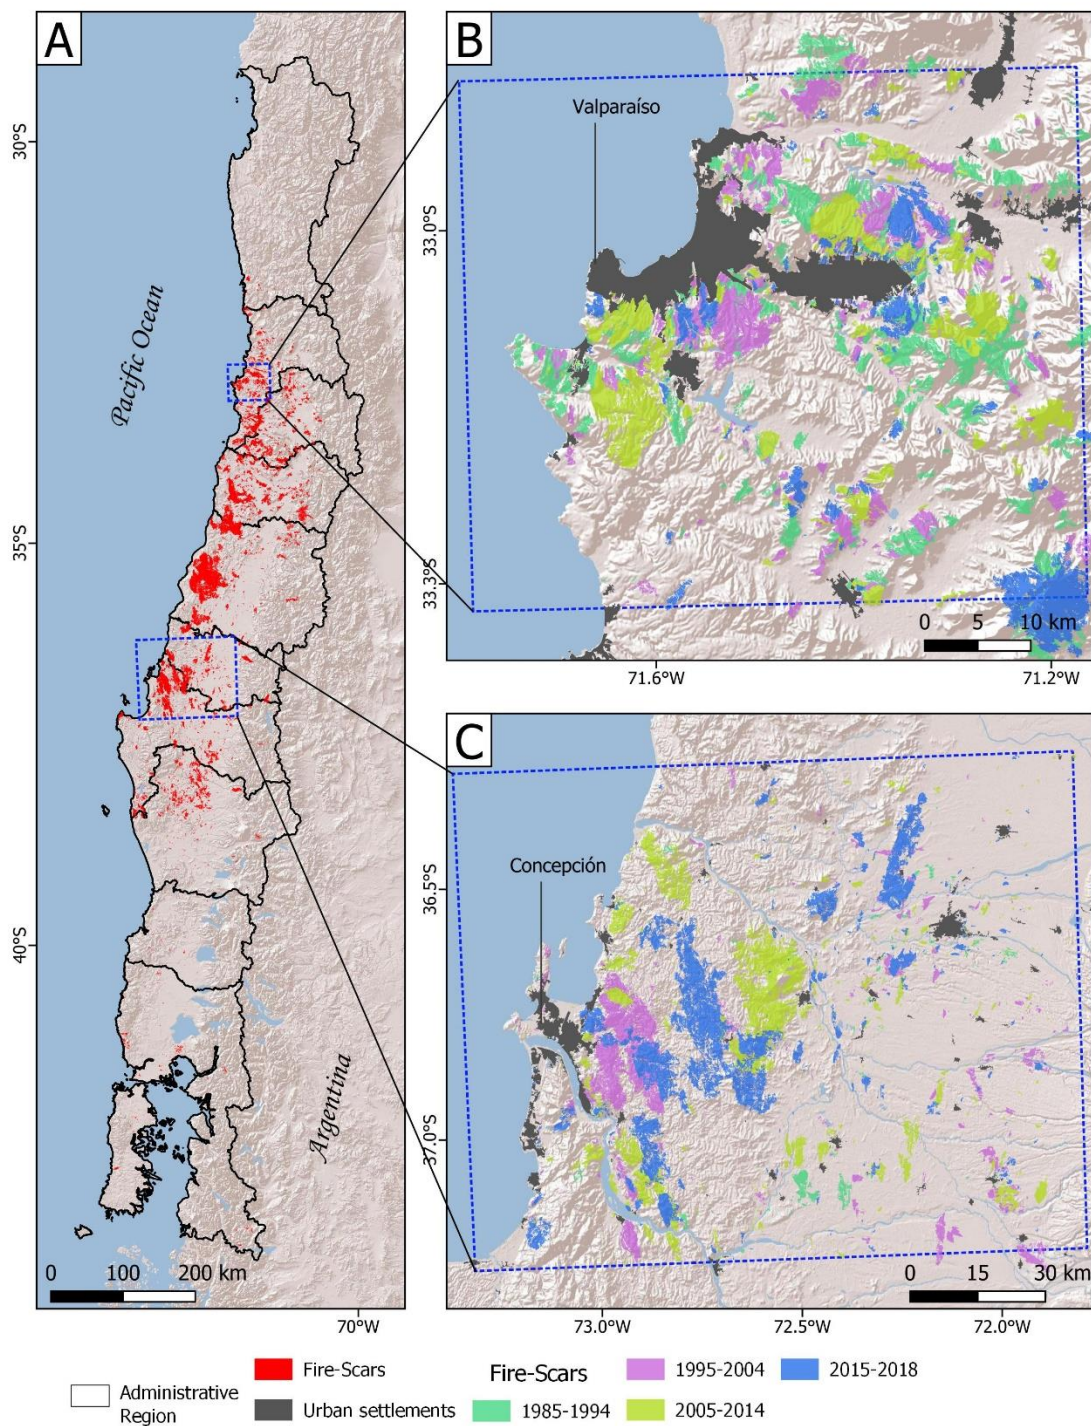 A
30°S
35°S
40°S
Pacific Ocean
Argentina
0 100 200 km
70°W
B
Valparaíso
33.0°S
33.3°S
0 5 10 km
71.6°W 71.2°W
C
Concepción
36.5°S
37.0°S
0 15 30 km
73.0°W 72.5°W 72.0°W
Administrative
Region
Fire-Scars
Urban settlements
Fire-Scars
1985-1994
1995-2004
2005-2014
2015-2018